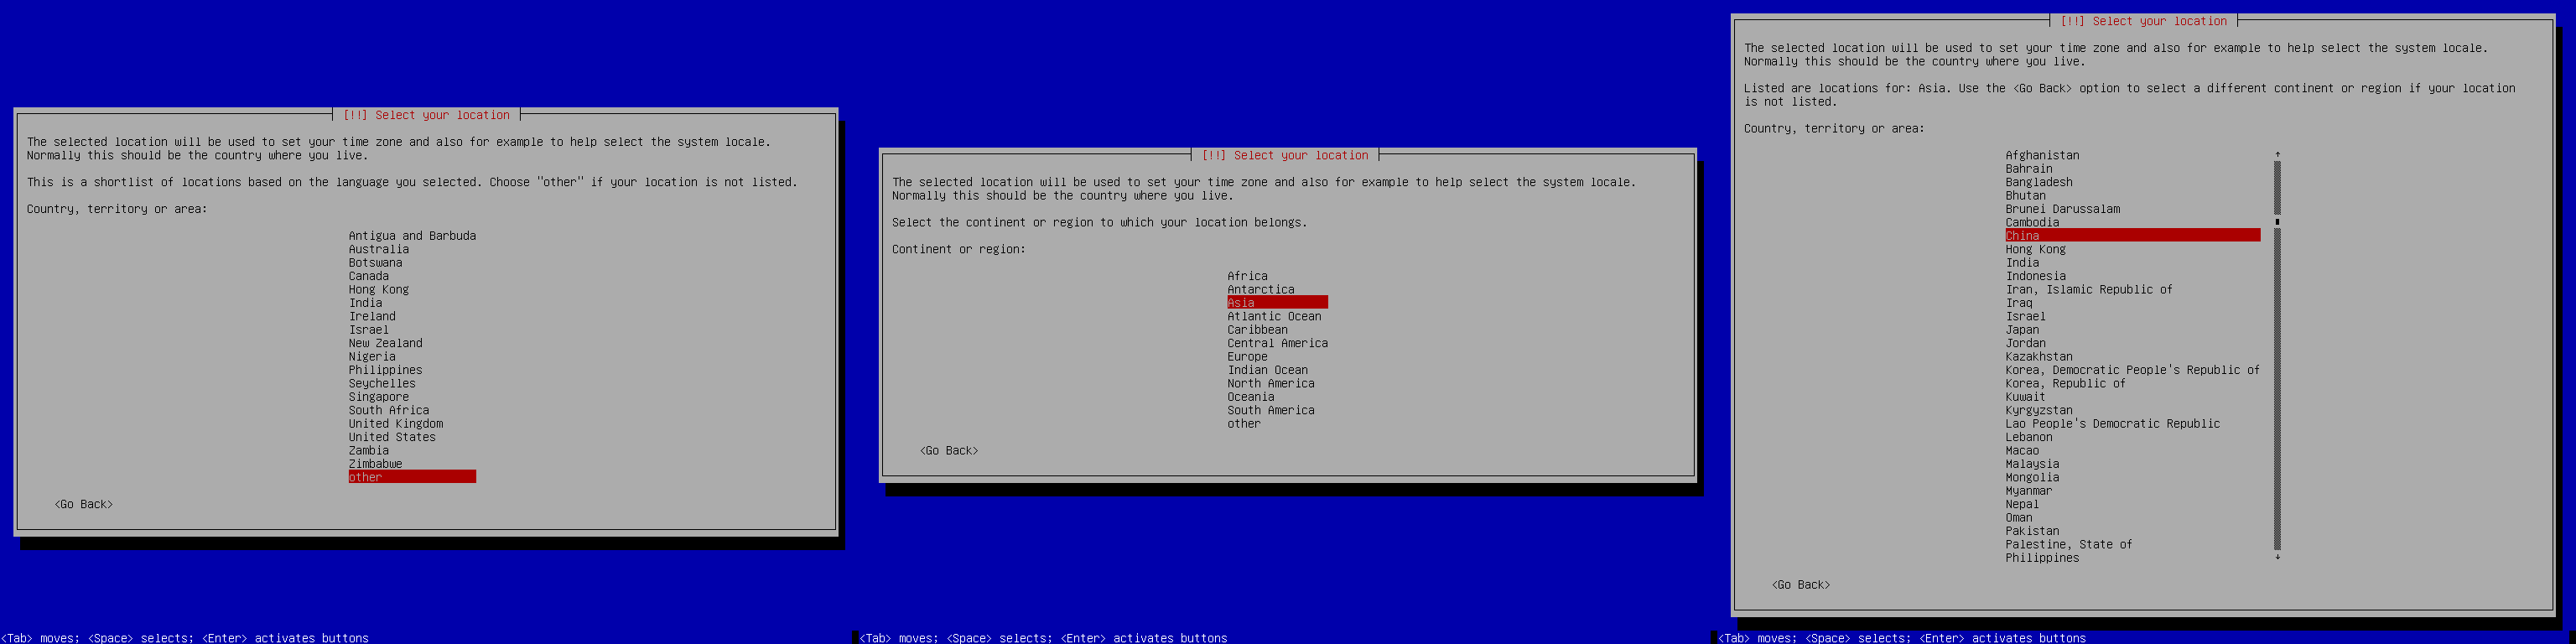 [!!] Select your location
The selected location will be used to set your time zone and also for example to help select the system locale.
Normally this should be the country where you live.
This is a shortlist of locations based on the language you selected. Choose "other" if your location is not listed.
Country, territory or area:
Antigua and Barbuda
Australia
Botswana
Canada
Hong Kong
India
Ireland
Israel
New Zealand
Nigeria
Philippines
Seychelles
Singapore
South Africa
United Kingdom
United States
Zambia
Zimbabwe
other
<Go Back>
<Tab> moves; <Space> selects; <Enter> activates buttons
[!!] Select your location
The selected location will be used to set your time zone and also for example to help select the system locale.
Normally this should be the country where you live.
Select the continent or region to which your location belongs.
Continent or region:
Africa
Antarctica
Asia
Atlantic Ocean
Caribbean
Central America
Europe
Indian Ocean
North America
Oceania
South America
other
<Go Back>
<Tab> moves; <Space> selects; <Enter> activates buttons
[!!] Select your location
The selected location will be used to set your time zone and also for example to help select the system locale.
Normally this should be the country where you live.
Listed are locations for: Asia. Use the <Go Back> option to select a different continent or region if your location
is not listed.
Country, territory or area:
Afghanistan
Bahrain
Bangladesh
Bhutan
Brunei Darussalam
Cambodia
China
Hong Kong
India
Indonesia
Iran, Islamic Republic of
Iraq
Israel
Japan
Jordan
Kazakhstan
Korea, Democratic People's Republic of
Korea, Republic of
Kuwait
Kyrgyzstan
Lao People's Democratic Republic
Lebanon
Macao
Malaysia
Mongolia
Myanmar
Nepal
Oman
Pakistan
Palestine, State of
Philippines
<Go Back>
<Tab> moves; <Space> selects; <Enter> activates buttons